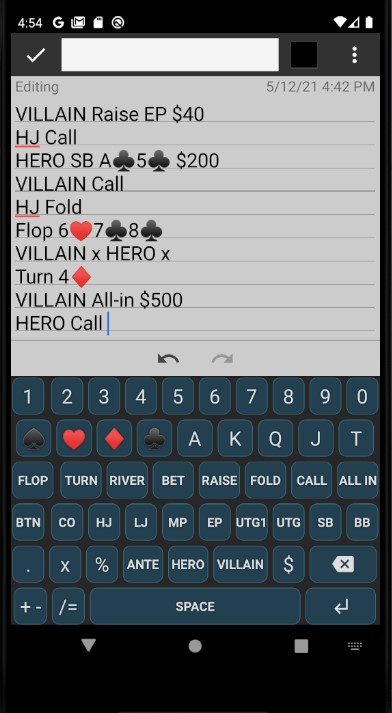 4:54
Editing 5/12/21 4:42 PM
VILLAIN Raise EP $40
HJ Call
HERO SB A♣️5♣️ $200
VILLAIN Call
HJ Fold
Flop 6♥️7♣️8♣️
VILLAIN x HERO x
Turn 4♦️
VILLAIN All-in $500
HERO Call
1 2 3 4 5 6 7 8 9 0
♠️ ♥️ ♦️ ♣️ A K Q J T
FLOP TURN RIVER BET RAISE FOLD CALL ALL IN
BTN CO HJ LJ MP EP UTG1 UTG SB BB
. x % ANTE HERO VILLAIN $
+ - /= SPACE